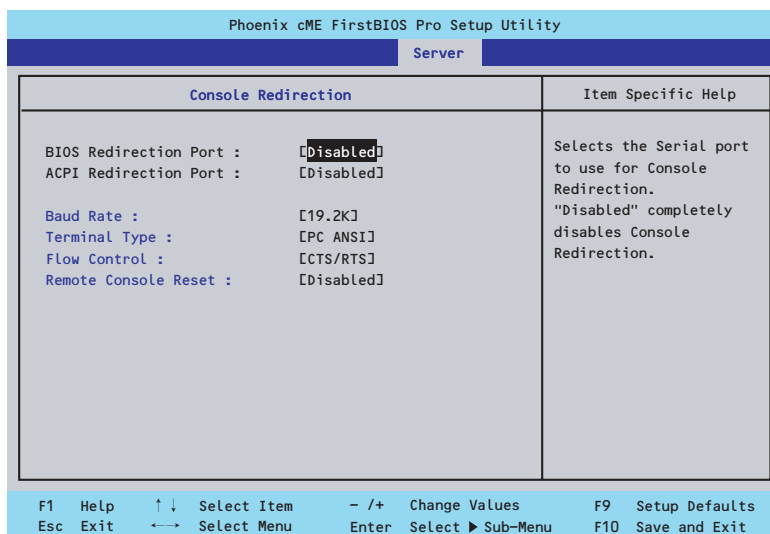 Phoenix cME FirstBIOS Pro Setup Utility
Server
Console Redirection
Item Specific Help
BIOS Redirection Port : [Disabled]
ACPI Redirection Port : [Disabled]
Baud Rate : [19.2K]
Terminal Type : [PC ANSI]
Flow Control : [CTS/RTS]
Remote Console Reset : [Disabled]
Selects the Serial port
to use for Console
Redirection.
"Disabled" completely
disables Console
Redirection.
F1 Help ↑↓ Select Item - /+ Change Values F9 Setup Defaults
Esc Exit ←→ Select Menu Enter Select ▶ Sub-Menu F10 Save and Exit